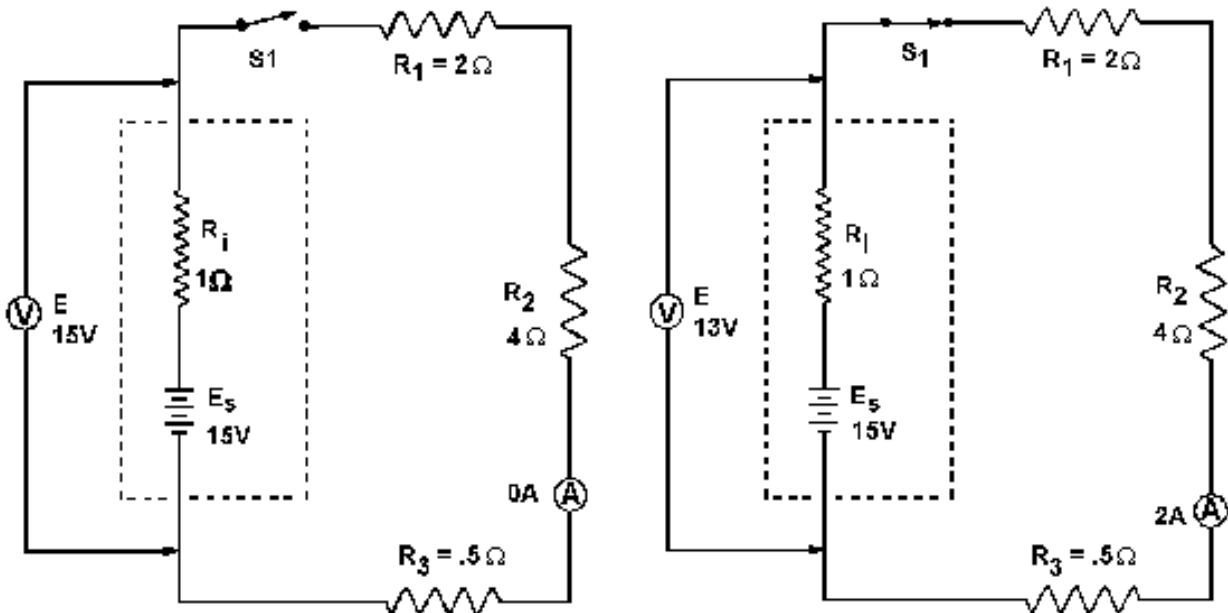 S1
R1 = 2Ω
Ri
1Ω
E
15V
V
R2
4Ω
Es
15V
0A
A
R3 = .5Ω
S1
R1 = 2Ω
RI
1Ω
E
13V
V
R2
4Ω
Es
15V
2A
A
R3 = .5Ω